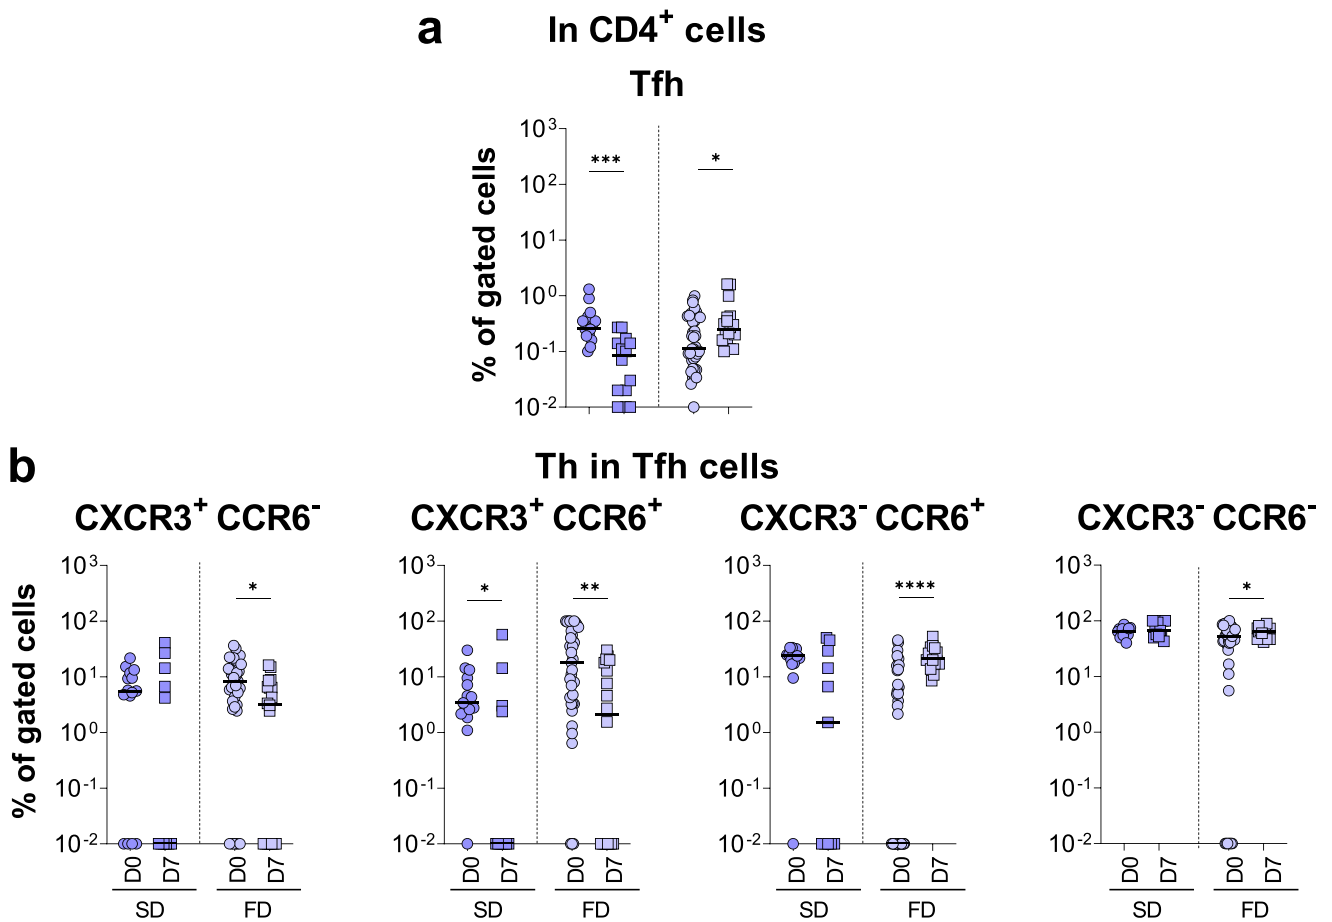 a In CD4⁺ cells
Tfh
% of gated cells
10³
10²
10¹
10⁰
10⁻¹
10⁻²
***
*
b Th in Tfh cells
CXCR3⁺ CCR6⁻
CXCR3⁺ CCR6⁺
CXCR3⁻ CCR6⁺
CXCR3⁻ CCR6⁻
% of gated cells
10³
10²
10¹
10⁰
10⁻¹
10⁻²
*
D0 D7 D0 D7
SD FD
10³
10²
10¹
10⁰
10⁻¹
10⁻²
* **
D0 D7 D0 D7
SD FD
10³
10²
10¹
10⁰
10⁻¹
10⁻²
****
D0 D7 D0 D7
SD FD
10³
10²
10¹
10⁰
10⁻¹
10⁻²
*
D0 D7 D0 D7
SD FD